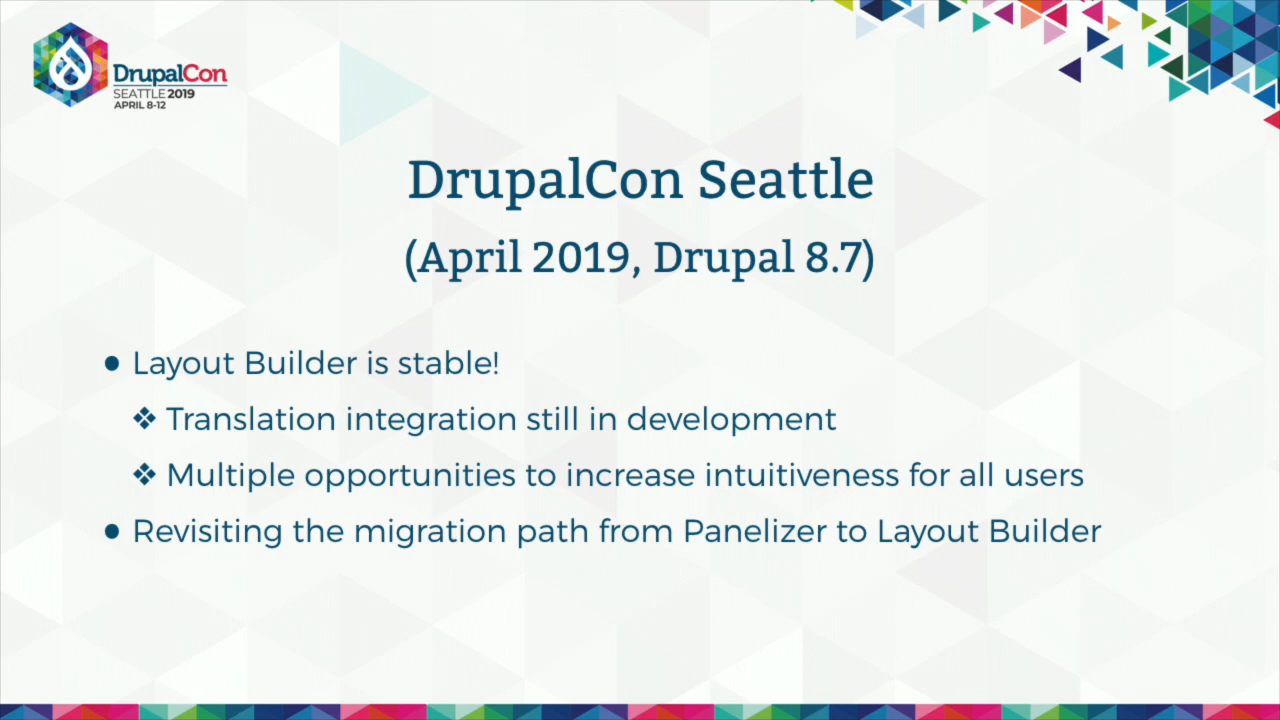 DrupalCon
SEATTLE 2019
APRIL 8-12
DrupalCon Seattle
(April 2019, Drupal 8.7)
● Layout Builder is stable!
❖ Translation integration still in development
❖ Multiple opportunities to increase intuitiveness for all users
● Revisiting the migration path from Panelizer to Layout Builder